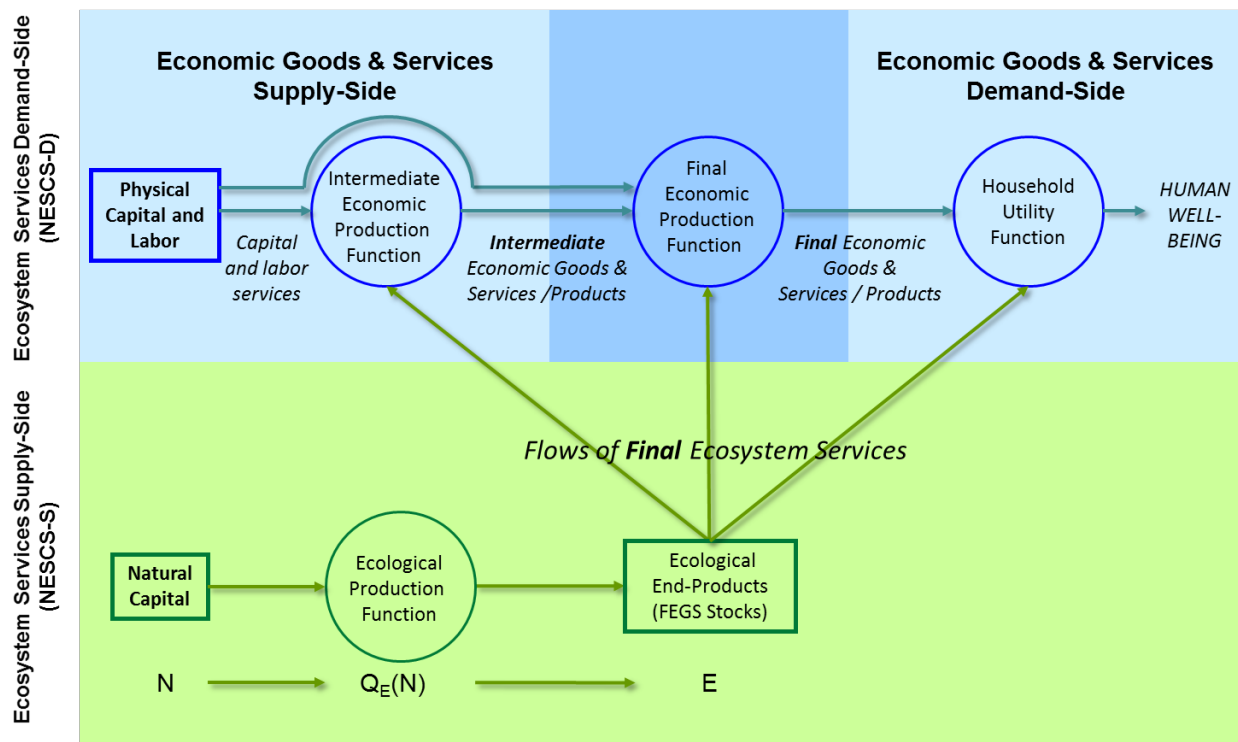 Ecosystem Services Demand-Side
(NESCS-D)
Economic Goods & Services
Supply-Side
Economic Goods & Services
Demand-Side
Physical
Capital and
Labor
Capital
and labor
services
Intermediate
Economic
Production
Function
Intermediate
Economic Goods &
Services /Products
Final
Economic
Production
Function
Final Economic
Goods &
Services / Products
Household
Utility
Function
HUMAN
WELL-
BEING
Ecosystem Services Supply-Side
(NESCS-S)
Flows of Final Ecosystem Services
Natural
Capital
Ecological
Production
Function
Ecological
End-Products
(FEGS Stocks)
N
QE(N)
E